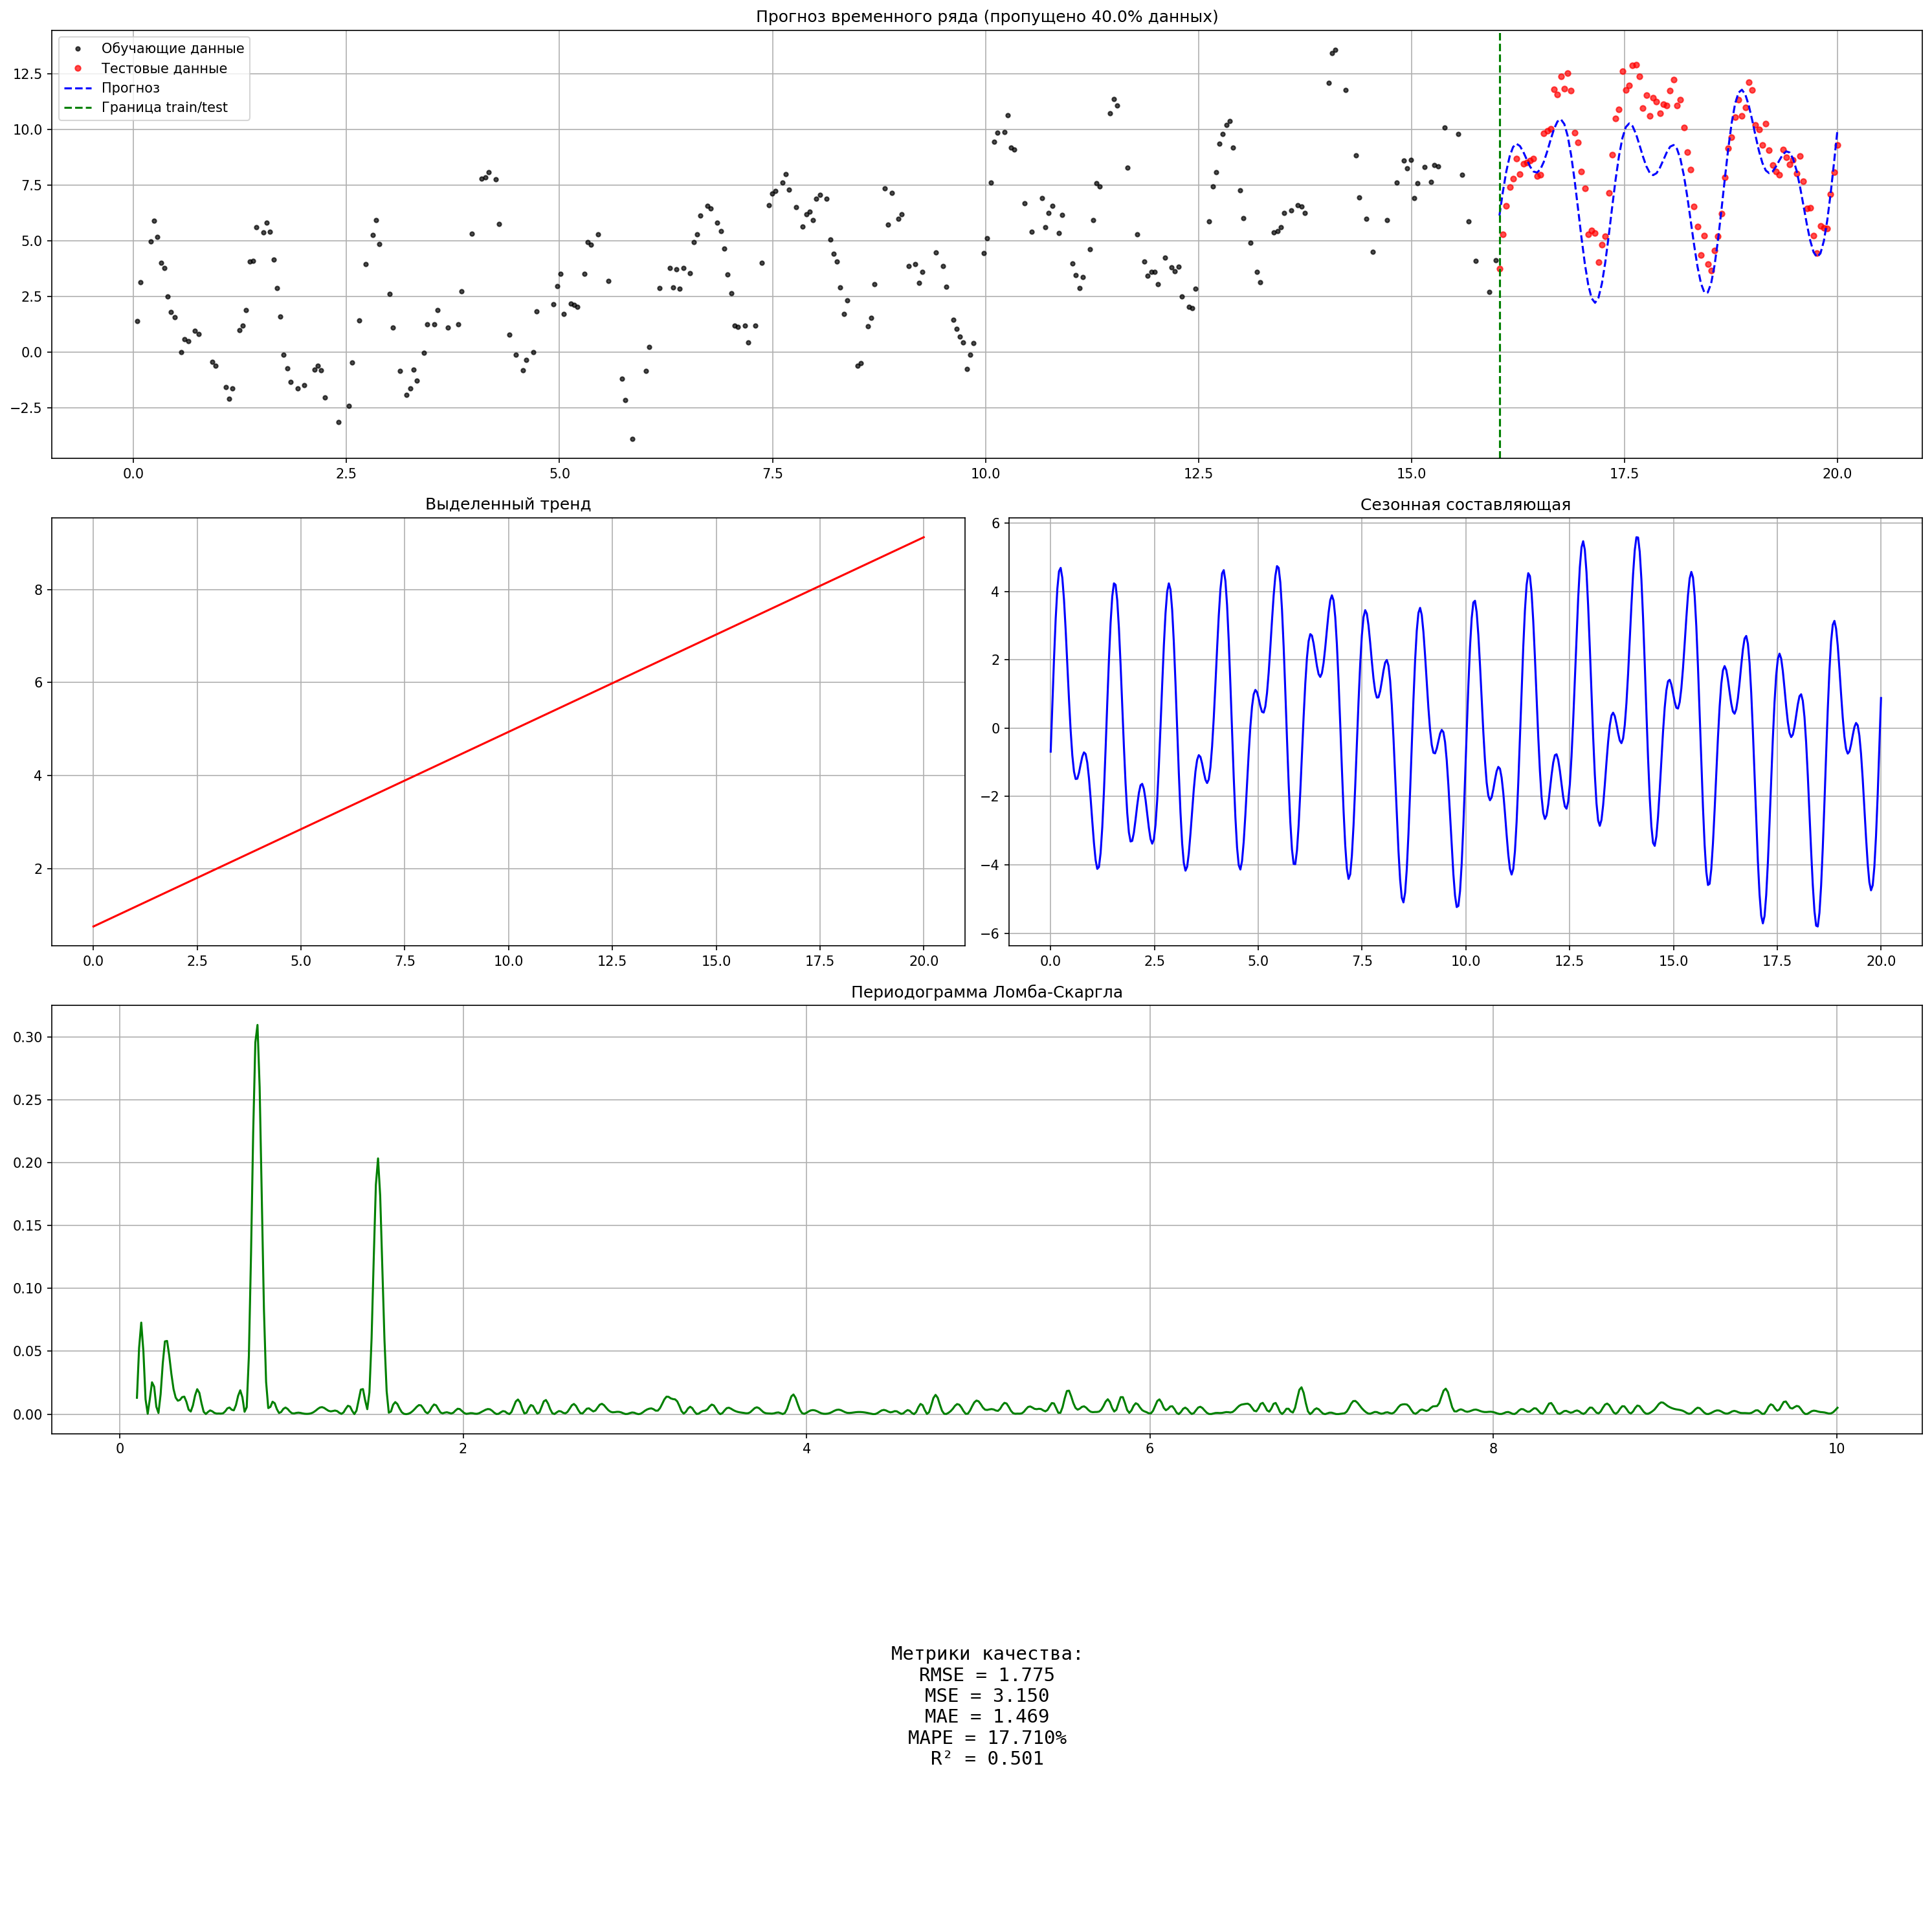 Прогноз временного ряда (пропущено 40.0% данных)
Обучающие данные
Тестовые данные
Прогноз
Граница train/test
12.5
10.0
7.5
5.0
2.5
0.0
−2.5
0.0 2.5 5.0 7.5 10.0 12.5 15.0 17.5 20.0
Выделенный тренд
8
6
4
2
0.0 2.5 5.0 7.5 10.0 12.5 15.0 17.5 20.0
Сезонная составляющая
6
4
2
0
−2
−4
−6
0.0 2.5 5.0 7.5 10.0 12.5 15.0 17.5 20.0
Периодограмма Ломба-Скаргла
0.30
0.25
0.20
0.15
0.10
0.05
0.00
0 2 4 6 8 10
Метрики качества:
RMSE = 1.775
MSE = 3.150
MAE = 1.469
MAPE = 17.710%
R² = 0.501